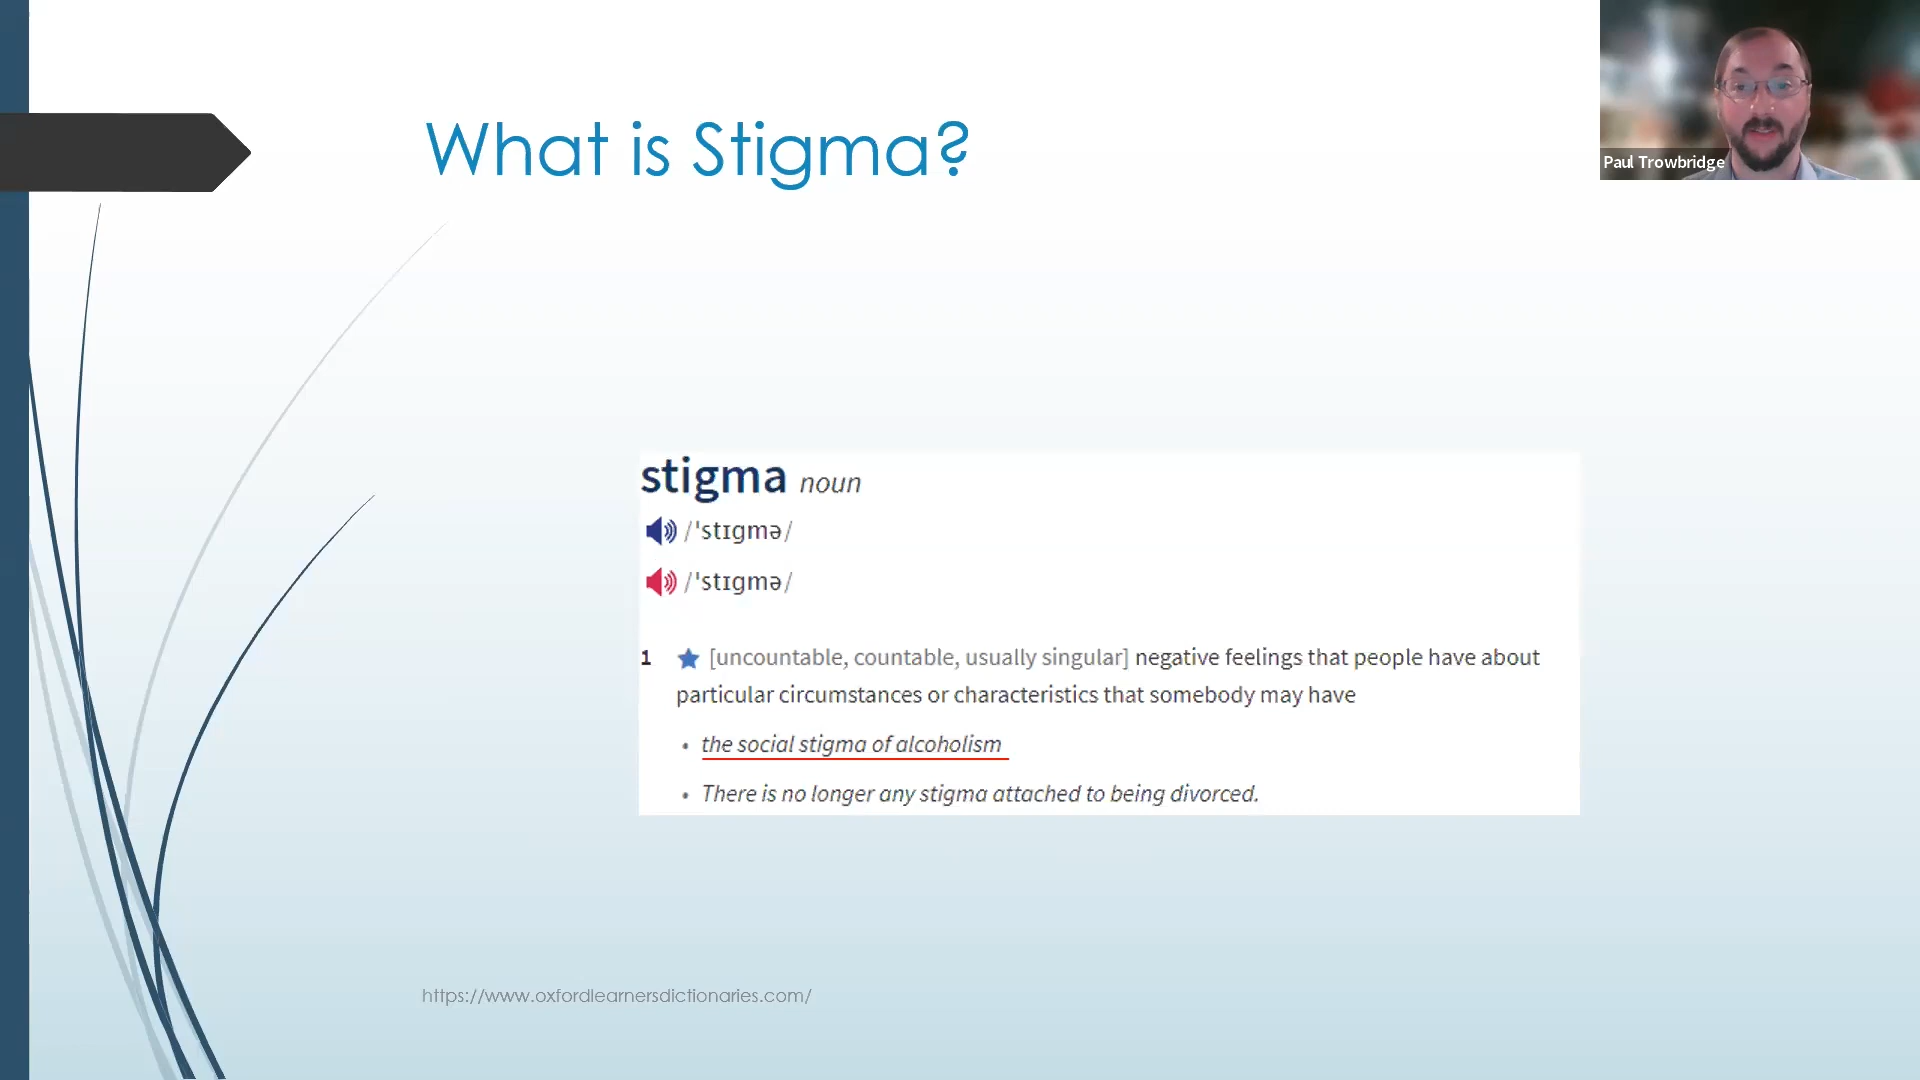 What is Stigma?
Paul Trowbridge
stigma noun
/ˈstɪɡmə/
/ˈstɪɡmə/
1 [uncountable, countable, usually singular] negative feelings that people have about
particular circumstances or characteristics that somebody may have
• the social stigma of alcoholism
• There is no longer any stigma attached to being divorced.
https://www.oxfordlearnersdictionaries.com/